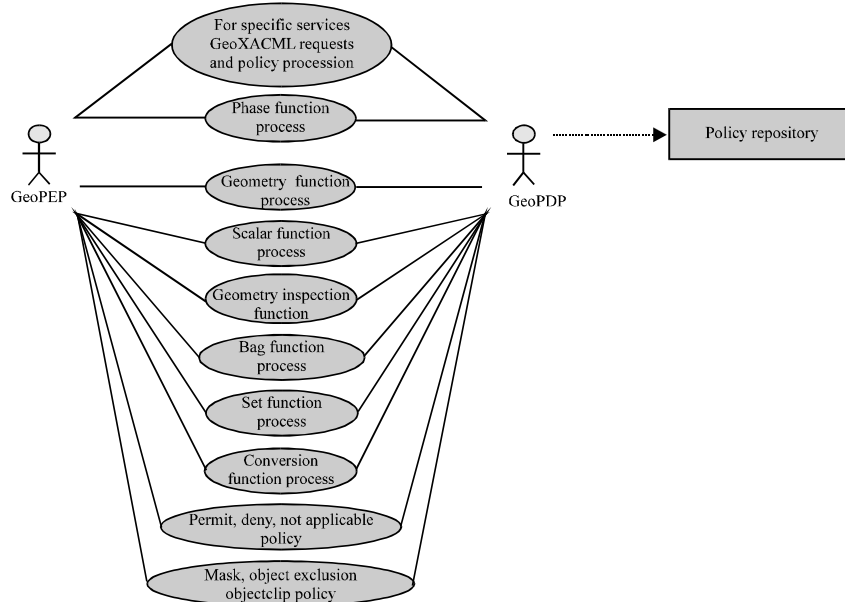 For specific services
GeoXACML requests
and policy procession
Phase function
process
Policy repository
GeoPEP
Geometry function
process
GeoPDP
Scalar function
process
Geometry inspection
function
Bag function
process
Set function
process
Conversion
function process
Permit, deny, not applicable
policy
Mask, object exclusion
objectclip policy